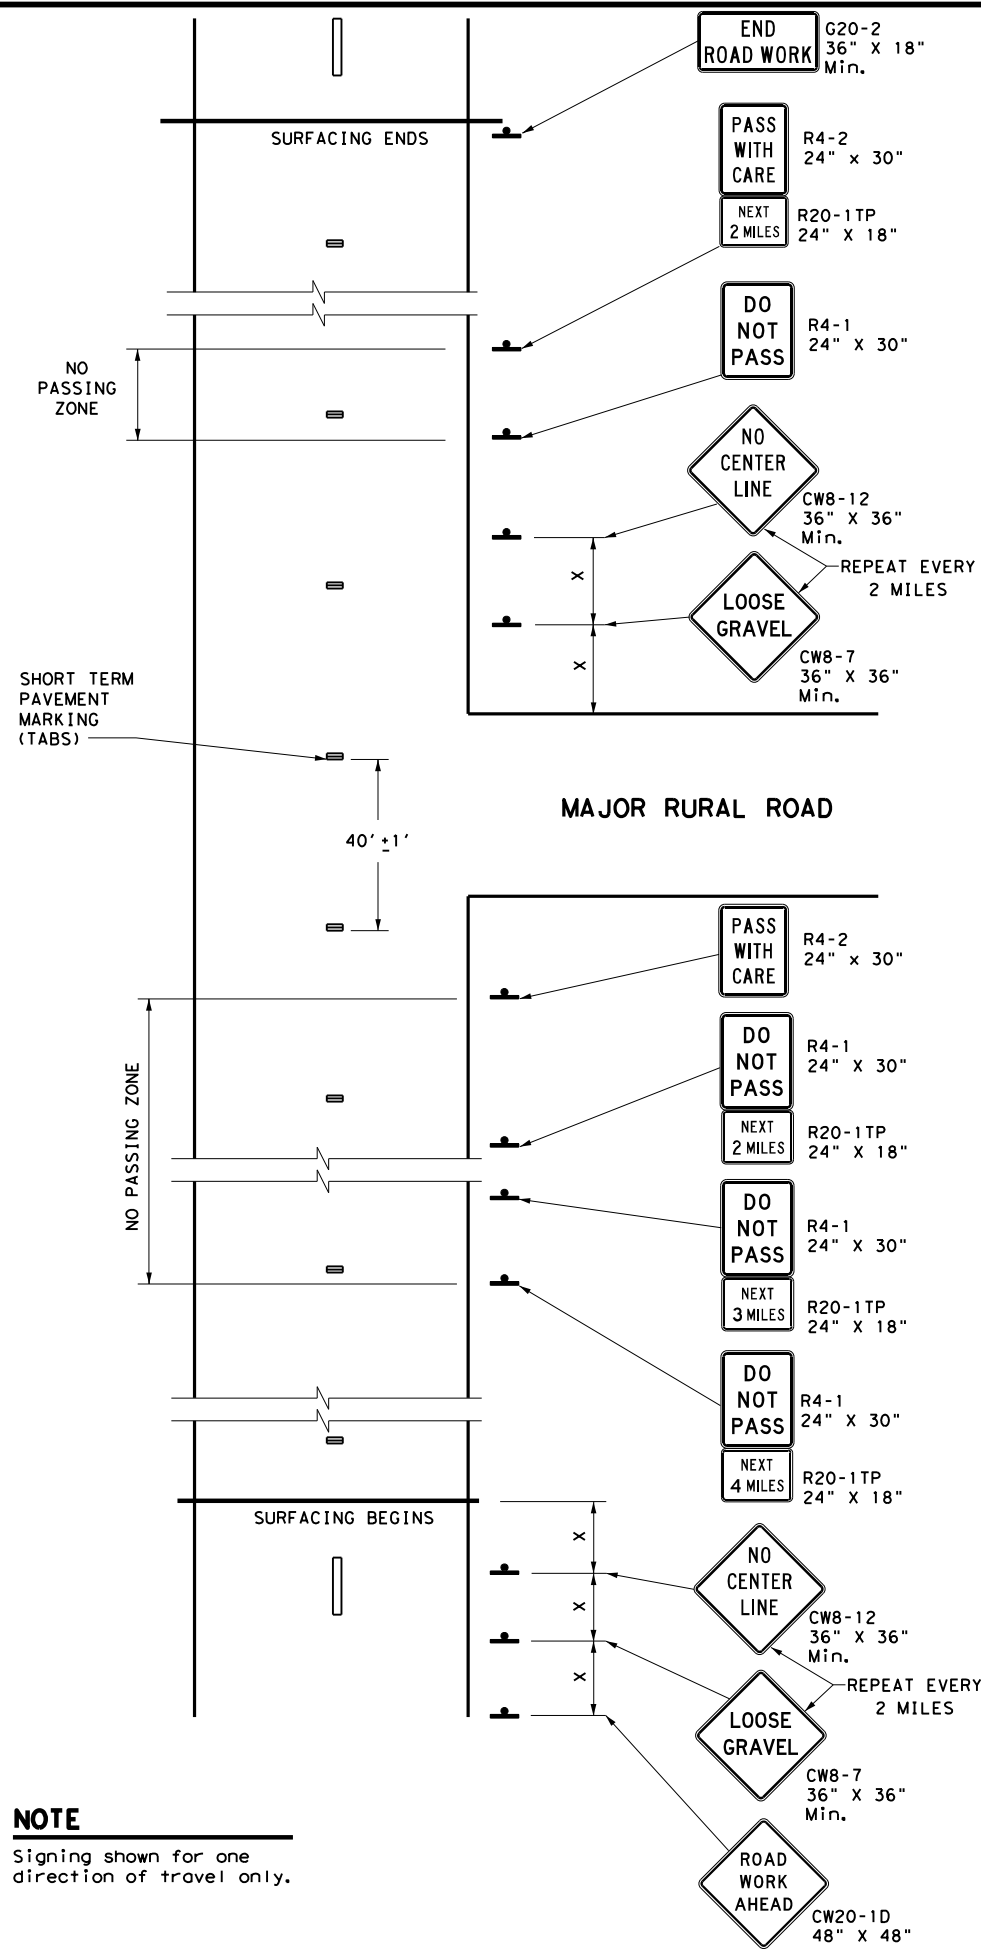 END
ROAD WORK
G20-2
36" X 18"
Min.
SURFACING ENDS
PASS
WITH
CARE
R4-2
24" x 30"
NEXT
2 MILES
R20-1TP
24" X 18"
DO
NOT
PASS
R4-1
24" X 30"
NO
PASSING
ZONE
NO
CENTER
LINE
CW8-12
36" X 36"
Min.
X
REPEAT EVERY
2 MILES
LOOSE
GRAVEL
X
CW8-7
36" X 36"
Min.
SHORT TERM
PAVEMENT
MARKING
(TABS)
40' ±1'
MAJOR RURAL ROAD
PASS
WITH
CARE
R4-2
24" x 30"
NO PASSING ZONE
DO
NOT
PASS
R4-1
24" X 30"
NEXT
2 MILES
R20-1TP
24" X 18"
DO
NOT
PASS
R4-1
24" X 30"
NEXT
3 MILES
R20-1TP
24" X 18"
DO
NOT
PASS
R4-1
24" X 30"
NEXT
4 MILES
R20-1TP
24" X 18"
SURFACING BEGINS
X
NO
CENTER
LINE
X
CW8-12
36" X 36"
Min.
X
REPEAT EVERY
2 MILES
LOOSE
GRAVEL
CW8-7
36" X 36"
Min.
NOTE
Signing shown for one
direction of travel only.
ROAD
WORK
AHEAD
CW20-1D
48" X 48"